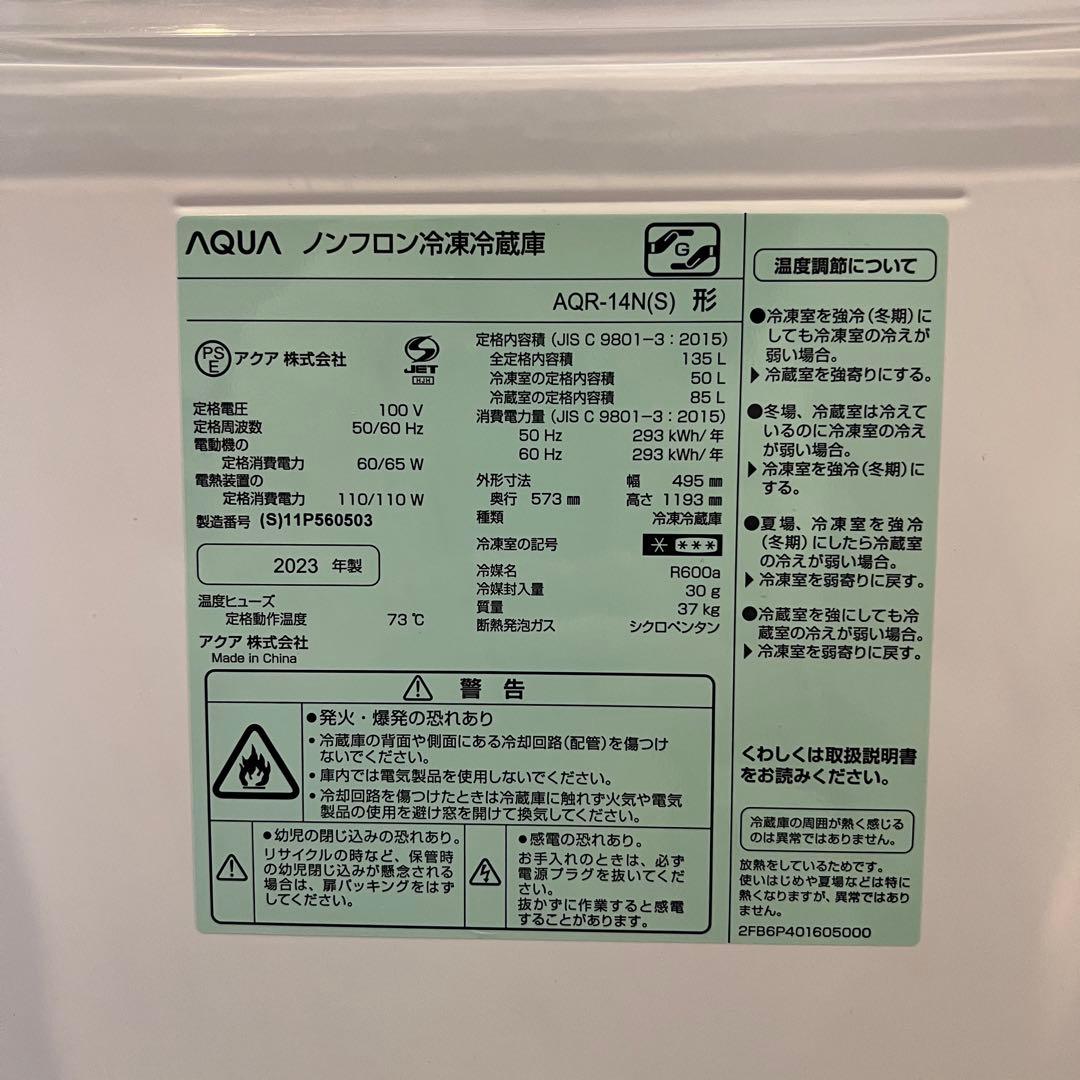 AQUA ノンフロン冷凍冷蔵庫
G
AQR-14N(S) 形
PS E アクア 株式会社
S JET
HJH
定格電圧 100 V
定格周波数 50/60 Hz
電動機の
定格消費電力 60/65 W
電熱装置の
定格消費電力 110/110 W
製造番号 (S)11P560503
2023 年製
温度ヒューズ
定格動作温度 73℃
アクア 株式会社
Made in China
定格内容積 (JIS C 9801-3:2015)
全定格内容積 135 L
冷凍室の定格内容積 50 L
冷蔵室の定格内容積 85 L
消費電力量 (JIS C 9801-3:2015)
50 Hz 293 kWh/年
60 Hz 293 kWh/年
外形寸法 幅 495 mm
奥行 573 mm 高さ 1193 mm
種類 冷凍冷蔵庫
冷凍室の記号 * ***
冷媒名 R600a
冷媒封入量 30 g
質量 37 kg
断熱発泡ガス シクロペンタン
⚠ 警告
●発火・爆発の恐れあり
・冷蔵庫の背面や側面にある冷却回路(配管)を傷つけ
ないでください。
・庫内では電気製品を使用しないでください。
・冷却回路を傷つけたときは冷蔵庫に触れず火気や電気
製品の使用を避け窓を開けて換気してください。
●幼児の閉じ込みの恐れあり。
リサイクルの時など、保管時
の幼児閉じ込みが懸念される
場合は、扉パッキングをはず
してください。
●感電の恐れあり。
お手入れのときは、必ず
電源プラグを抜いてくだ
さい。
抜かずに作業すると感電
することがあります。
温度調節について
●冷凍室を強冷(冬期)に
しても冷凍室の冷えが
弱い場合。
▶冷蔵室を強寄りにする。
●冬場、冷蔵室は冷えて
いるのに冷凍室の冷え
が弱い場合。
▶冷凍室を強冷(冬期)に
する。
●夏場、冷凍室を強冷
(冬期)にしたら冷蔵室
の冷えが弱い場合。
▶冷凍室を弱寄りに戻す。
●冷蔵室を強にしても冷
蔵室の冷えが弱い場合。
▶冷凍室を弱寄りに戻す。
くわしくは取扱説明書
をお読みください。
冷蔵庫の周囲が熱く感じる
のは異常ではありません。
放熱をしているためです。
使いはじめや夏場などは特に
熱くなりますが、異常ではあり
ません。
2FB6P401605000